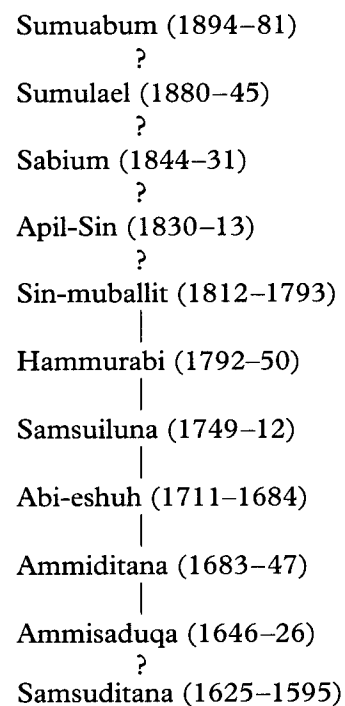 Sumuabum (1894–81)
?
Sumulael (1880–45)
?
Sabium (1844–31)
?
Apil-Sin (1830–13)
?
Sin-muballit (1812–1793)
Hammurabi (1792–50)
Samsuiluna (1749–12)
Abi-eshuh (1711–1684)
Ammiditana (1683–47)
Ammisaduqa (1646–26)
?
Samsuditana (1625–1595)